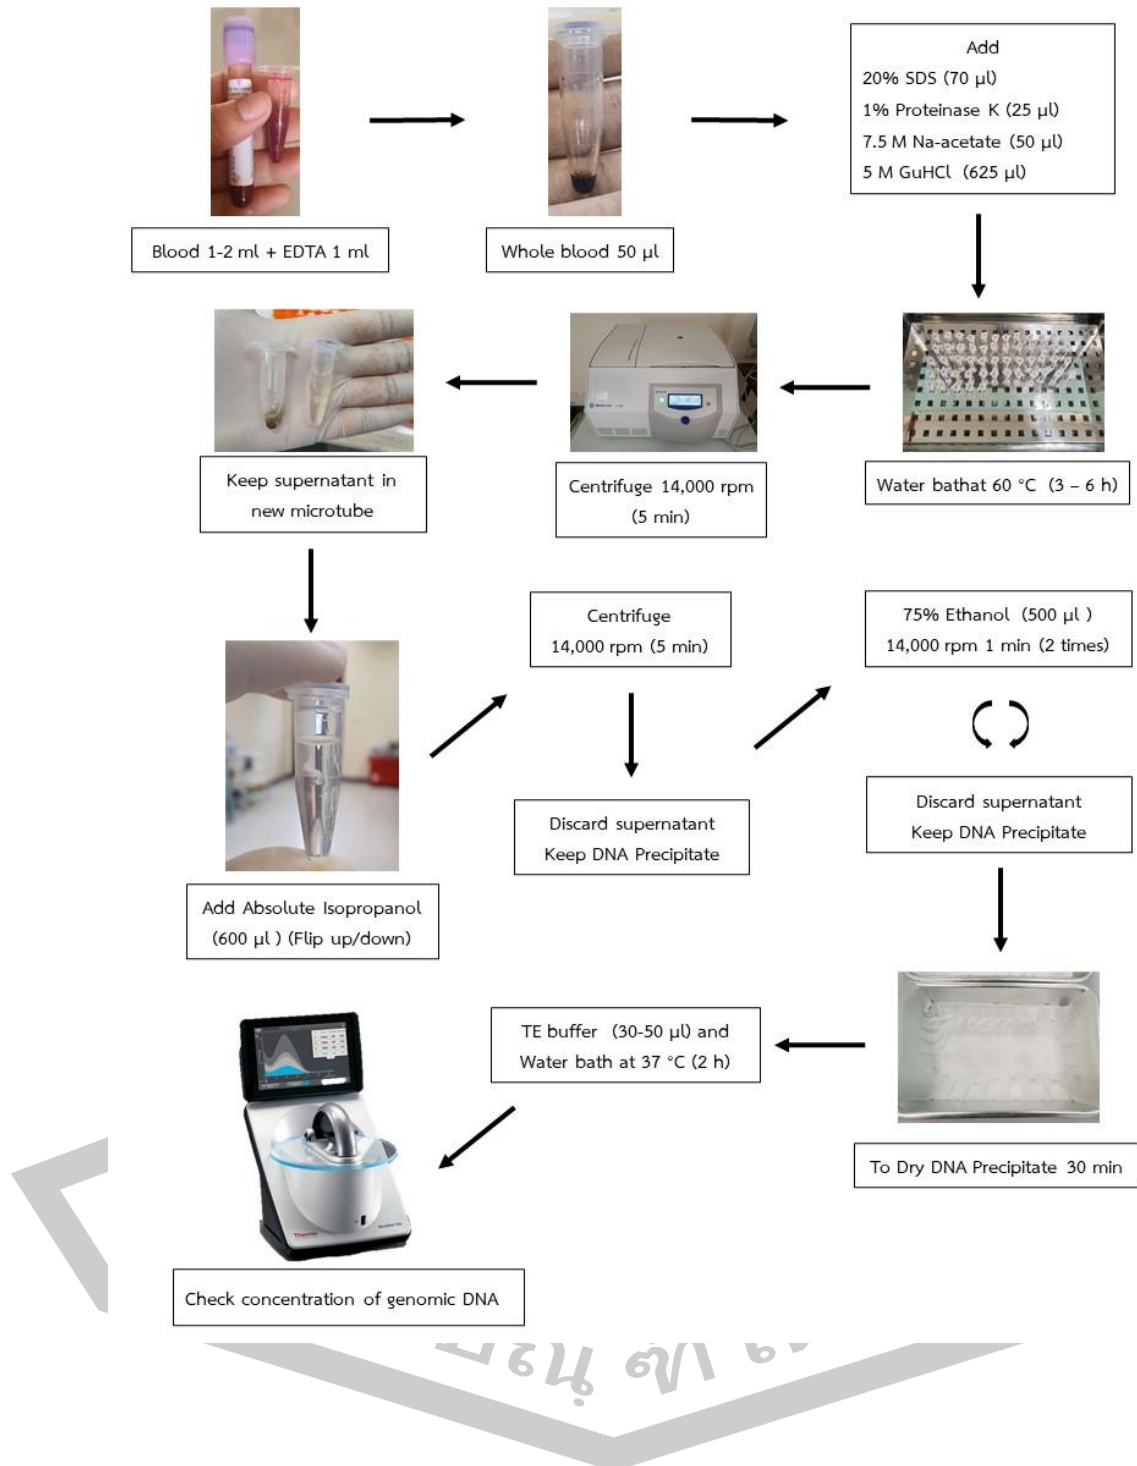 Add
20% SDS (70 µl)
1% Proteinase K (25 µl)
7.5 M Na-acetate (50 µl)
5 M GuHCl (625 µl)
Blood 1-2 ml + EDTA 1 ml
Whole blood 50 µl
Keep supernatant in
new microtube
Centrifuge 14,000 rpm
(5 min)
Water bathat 60 °C (3 – 6 h)
Centrifuge
14,000 rpm (5 min)
75% Ethanol (500 µl )
14,000 rpm 1 min (2 times)
Discard supernatant
Keep DNA Precipitate
Discard supernatant
Keep DNA Precipitate
Add Absolute Isopropanol
(600 µl ) (Flip up/down)
TE buffer (30-50 µl) and
Water bath at 37 °C (2 h)
To Dry DNA Precipitate 30 min
Thermo
Check concentration of genomic DNA